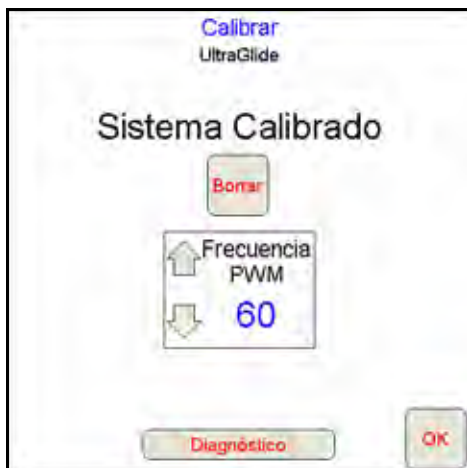 Calibrar
UltraGlide
Sistema Calibrado
Borrar
Frecuencia
PWM
60
Diagnóstico
OK